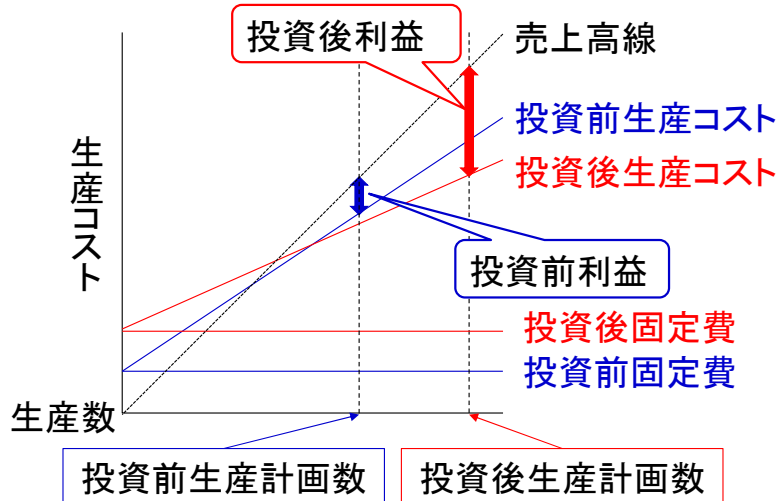 投資後利益
売上高線
投資前生産コスト
投資後生産コスト
生産コスト
投資前利益
投資後固定費
投資前固定費
生産数
投資前生産計画数
投資後生産計画数